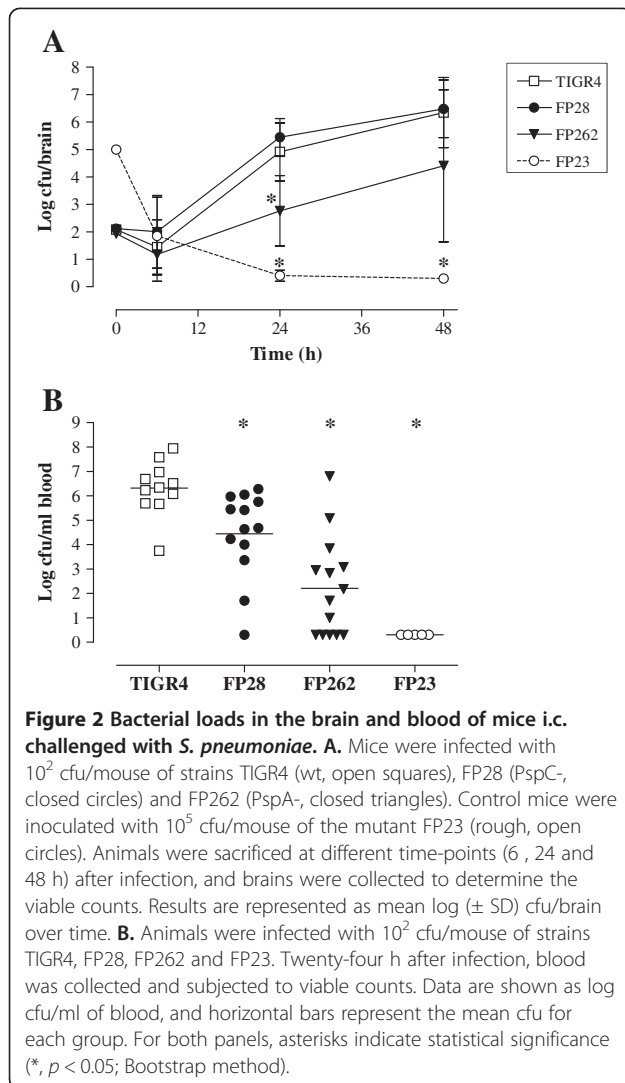 A
8
7
6
5
4
3
2
1
0
Log cfu/brain
*
*
*
0 12 24 36 48
Time (h)
TIGR4
FP28
FP262
FP23
B
9
8
7
6
5
4
3
2
1
0
Log cfu/ml blood
* * *
TIGR4 FP28 FP262 FP23
Figure 2 Bacterial loads in the brain and blood of mice i.c.
challenged with S. pneumoniae. A. Mice were infected with
10² cfu/mouse of strains TIGR4 (wt, open squares), FP28 (PspC-,
closed circles) and FP262 (PspA-, closed triangles). Control mice were
inoculated with 10⁵ cfu/mouse of the mutant FP23 (rough, open
circles). Animals were sacrificed at different time-points (6 , 24 and
48 h) after infection, and brains were collected to determine the
viable counts. Results are represented as mean log (± SD) cfu/brain
over time. B. Animals were infected with 10² cfu/mouse of strains
TIGR4, FP28, FP262 and FP23. Twenty-four h after infection, blood
was collected and subjected to viable counts. Data are shown as log
cfu/ml of blood, and horizontal bars represent the mean cfu for
each group. For both panels, asterisks indicate statistical significance
(*, p < 0.05; Bootstrap method).